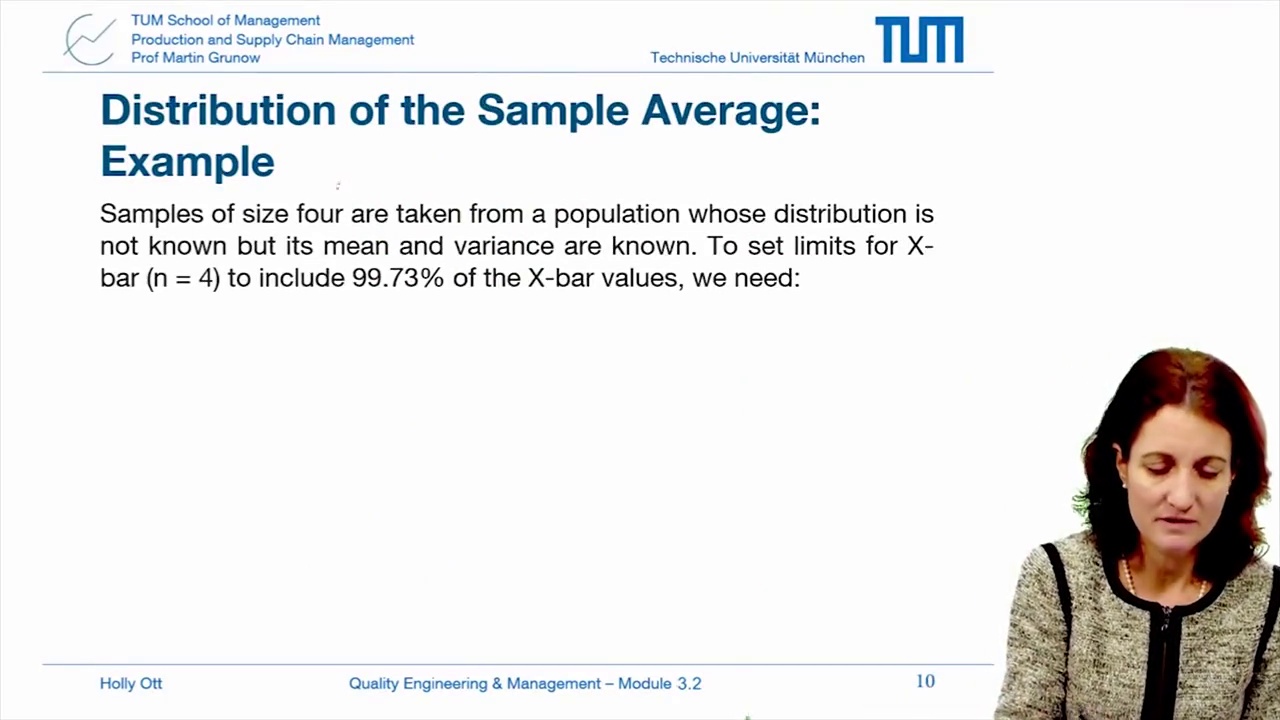 TUM School of Management
Production and Supply Chain Management
Prof Martin Grunow
Technische Universität München
TUM
Distribution of the Sample Average:
Example
Samples of size four are taken from a population whose distribution is
not known but its mean and variance are known. To set limits for X-
bar (n = 4) to include 99.73% of the X-bar values, we need:
Holly Ott
Quality Engineering & Management – Module 3.2
10